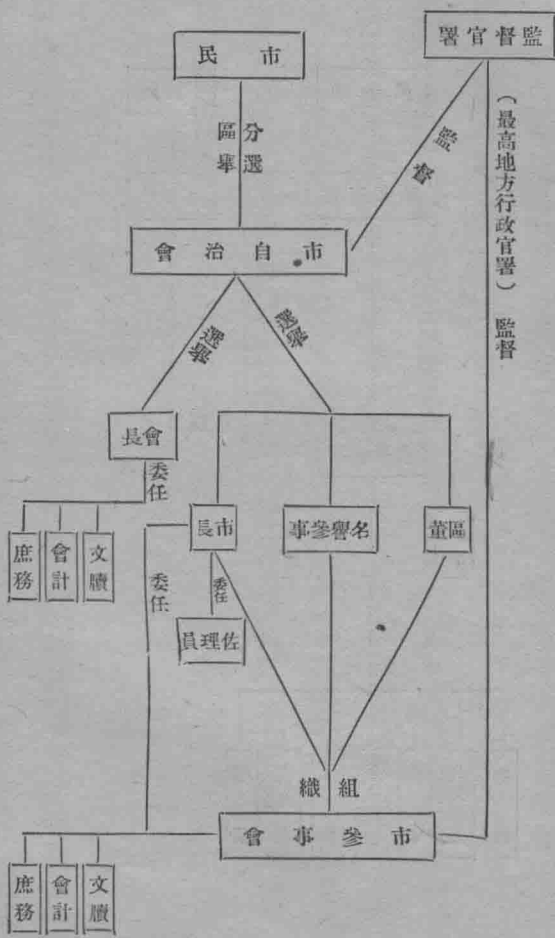 監督官署
(最高地方行政官署) 監督
監督
市民
分區選舉
市自治會
選舉
選舉
會長
委任
文牘
會計
庶務
區董
名譽參事
市長
委任
佐理員
委任
組織
市參事會
文牘
會計
庶務